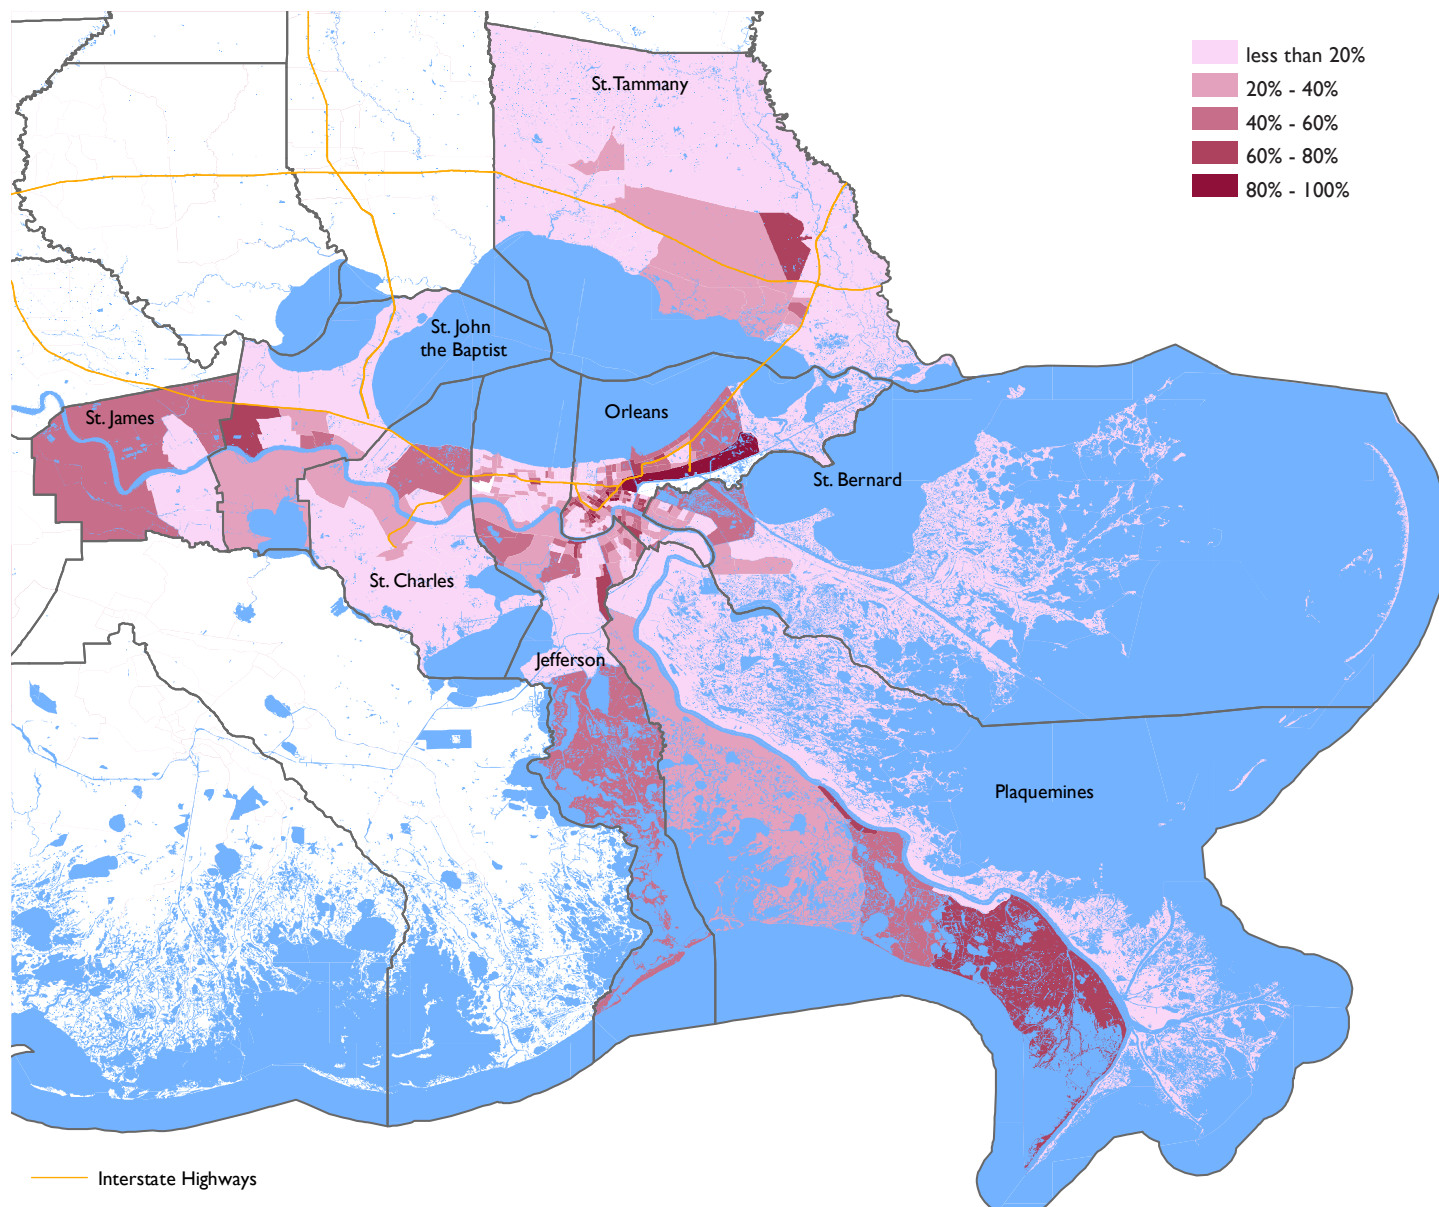 less than 20%
St. Tammany
20% - 40%
40% - 60%
60% - 80%
80% - 100%
St. John
the Baptist
St. James
Orleans
St. Bernard
St. Charles
Jefferson
Plaquemines
Interstate Highways